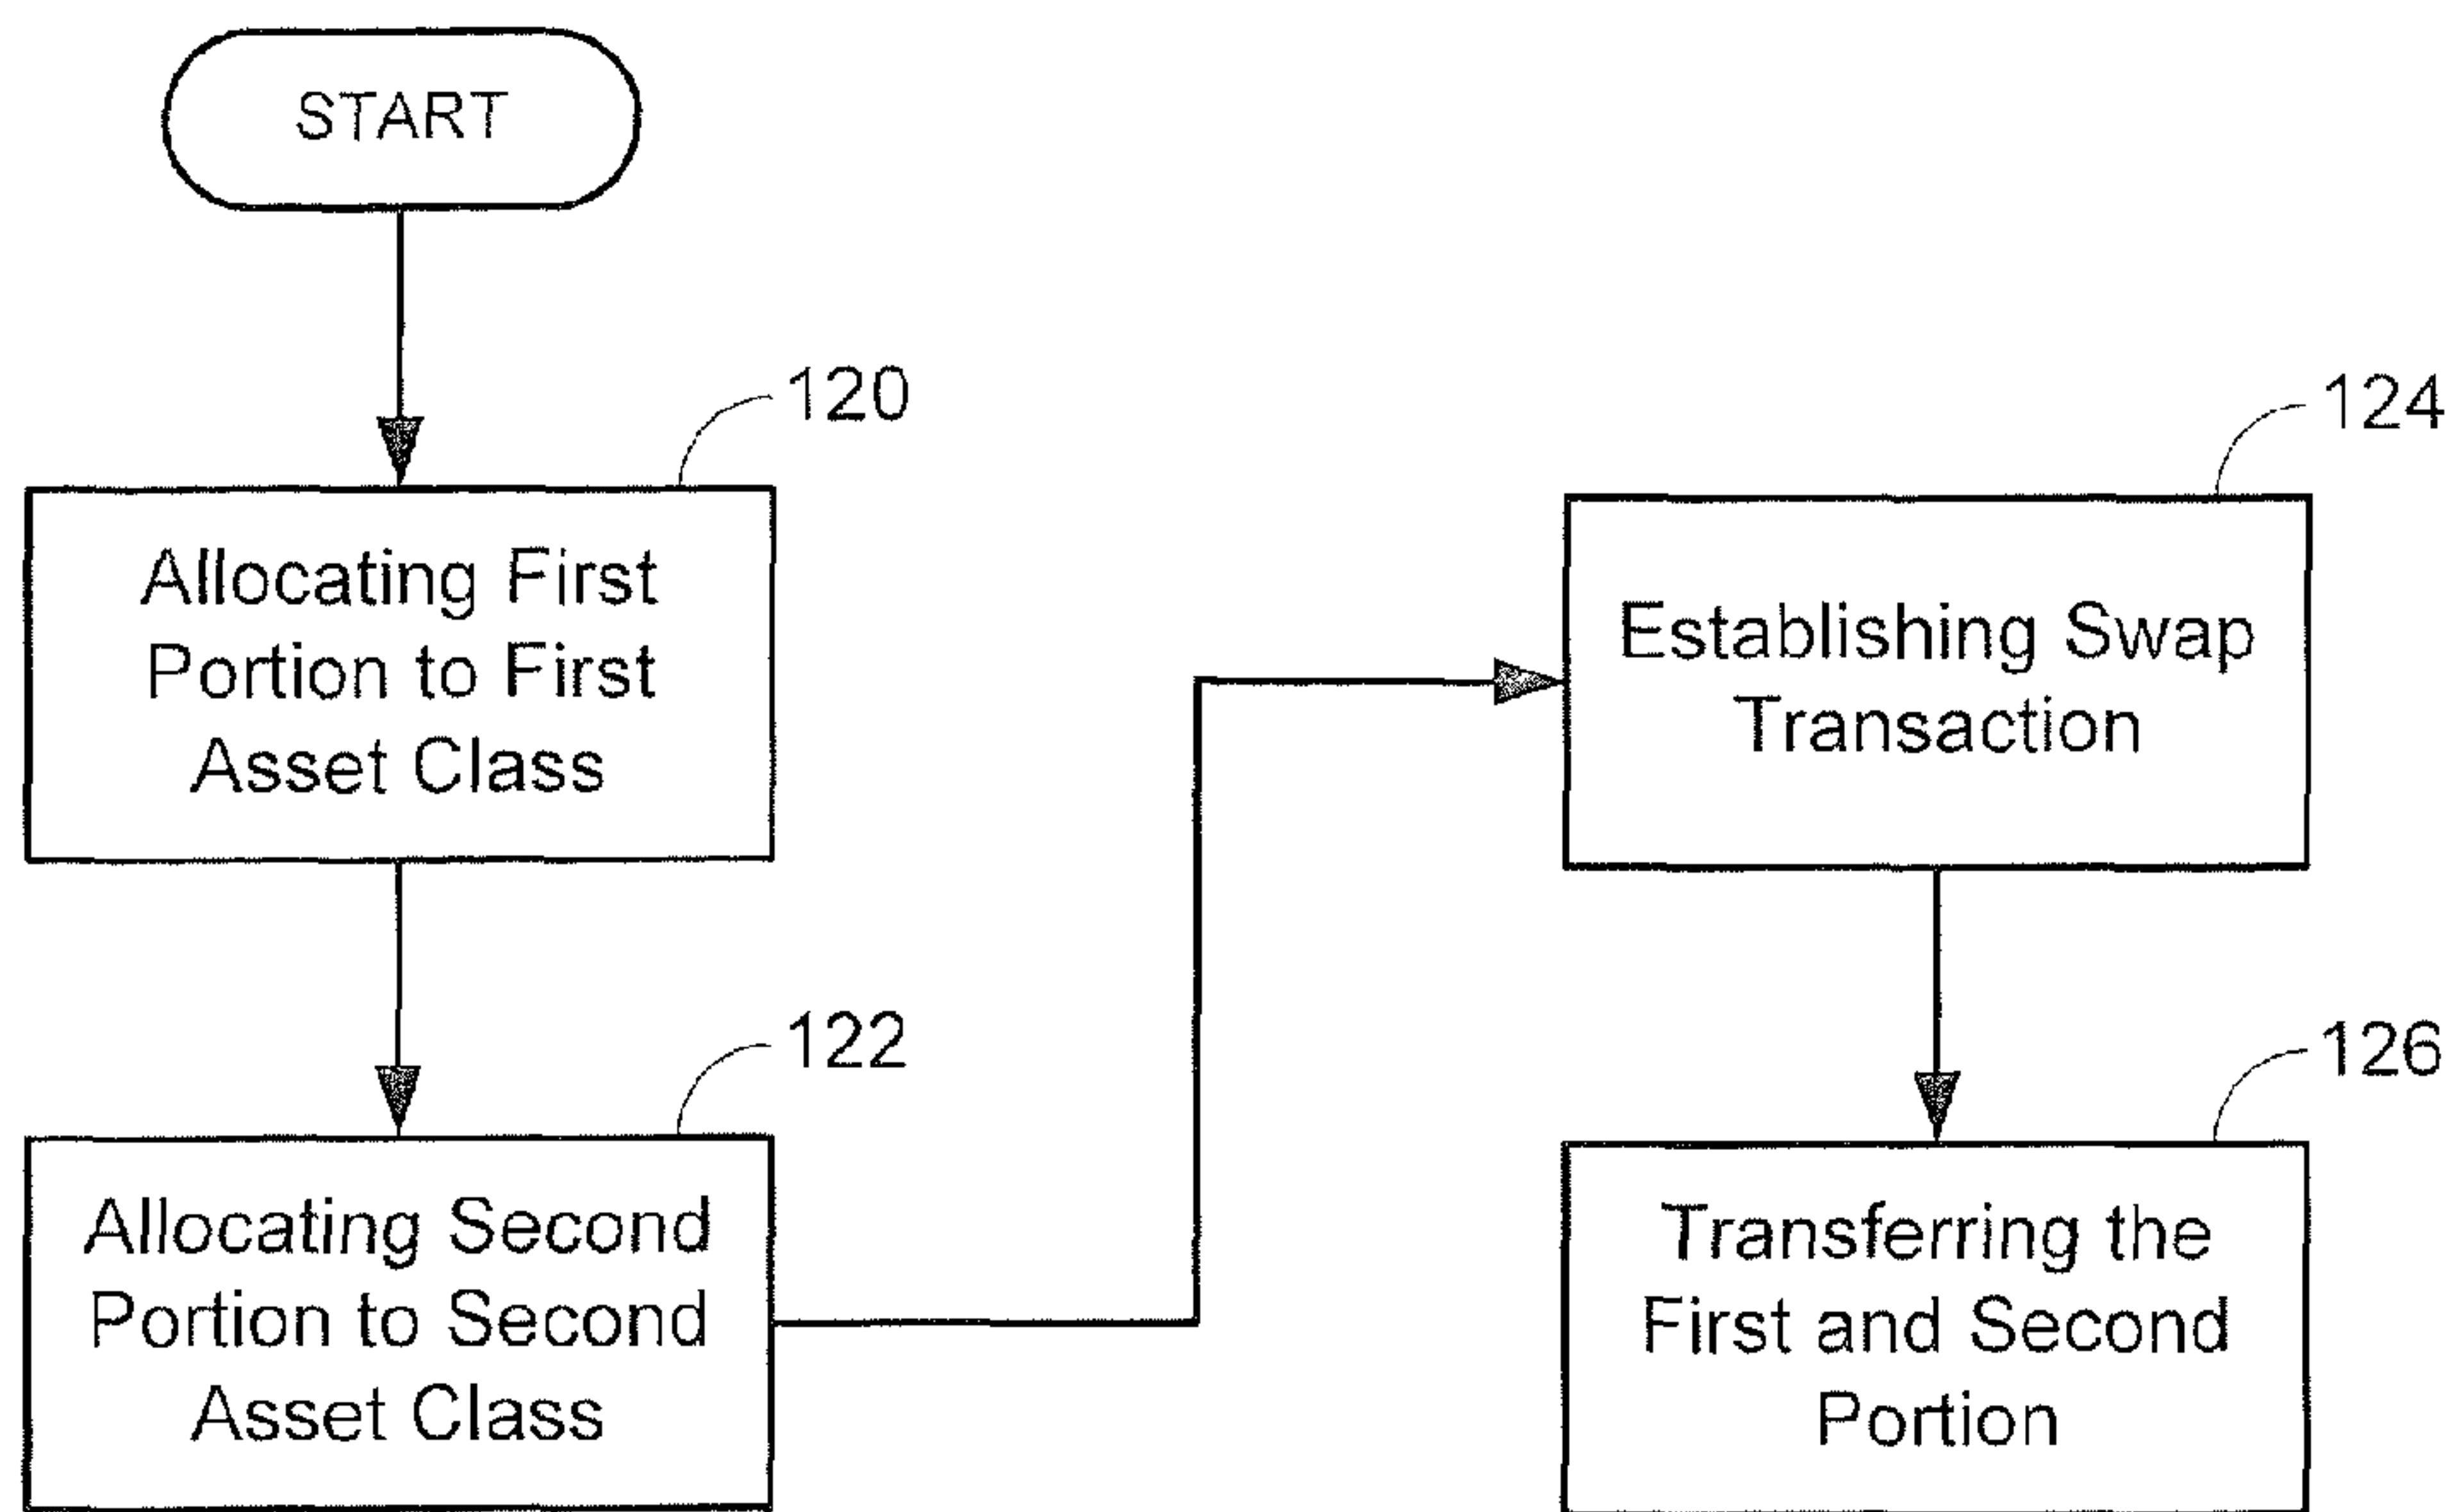 START
120
Allocating First
Portion to First
Asset Class
122
Allocating Second
Portion to Second
Asset Class
124
Establishing Swap
Transaction
126
Transferring the
First and Second
Portion